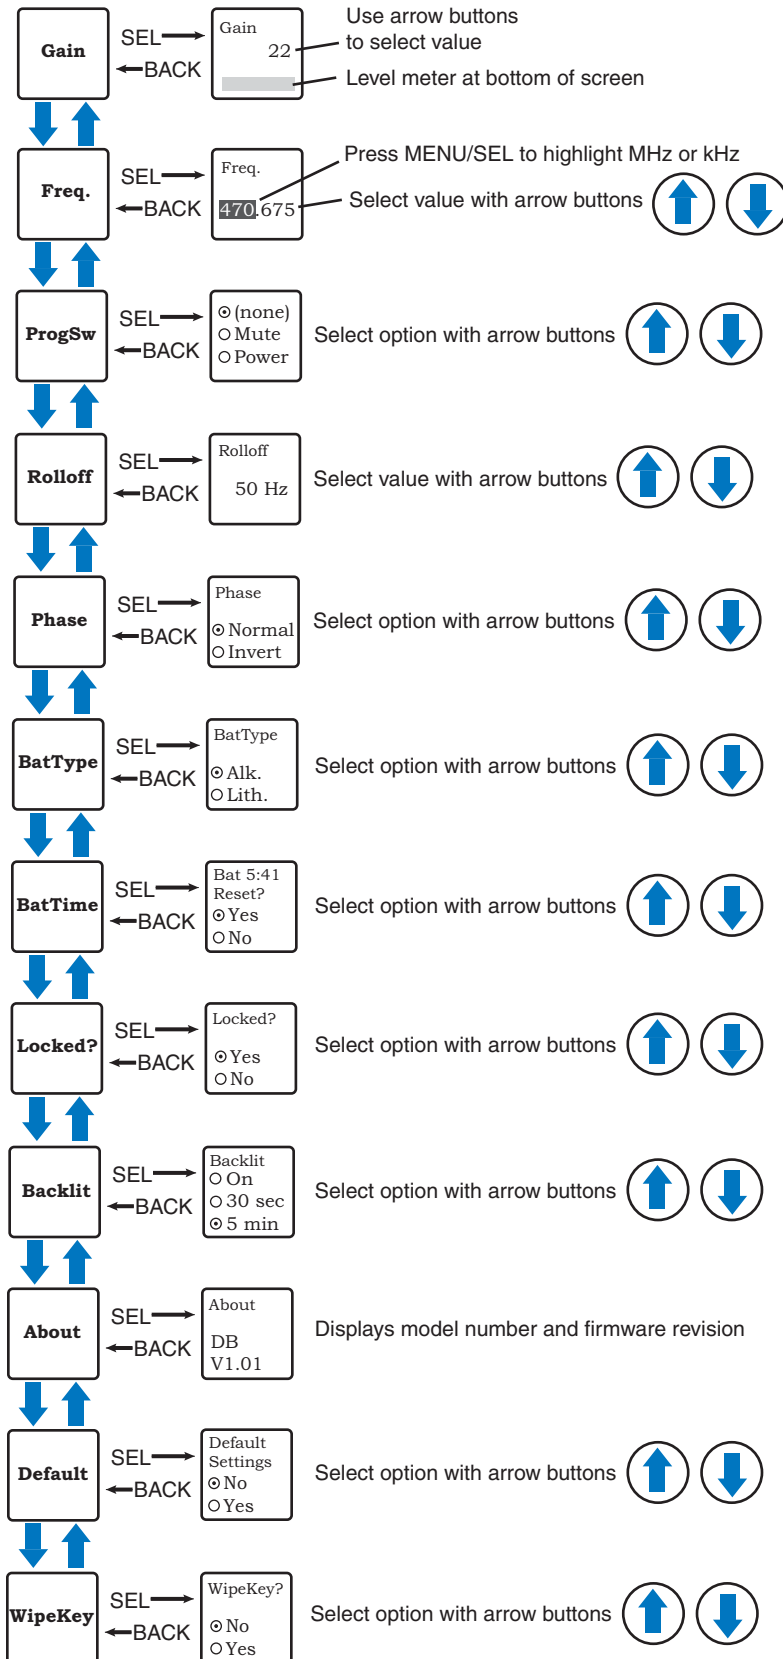 Gain
SEL
BACK
Gain
22
Use arrow buttons
to select value
Level meter at bottom of screen
Freq.
SEL
BACK
Freq.
470.675
Press MENU/SEL to highlight MHz or kHz
Select value with arrow buttons
ProgSw
SEL
BACK
(none)
Mute
Power
Select option with arrow buttons
Rolloff
SEL
BACK
Rolloff
50 Hz
Select value with arrow buttons
Phase
SEL
BACK
Phase
Normal
Invert
Select option with arrow buttons
BatType
SEL
BACK
BatType
Alk.
Lith.
Select option with arrow buttons
BatTime
SEL
BACK
Bat 5:41
Reset?
Yes
No
Select option with arrow buttons
Locked?
SEL
BACK
Locked?
Yes
No
Select option with arrow buttons
Backlit
SEL
BACK
Backlit
On
30 sec
5 min
Select option with arrow buttons
About
SEL
BACK
About
DB
V1.01
Displays model number and firmware revision
Default
SEL
BACK
Default
Settings
No
Yes
Select option with arrow buttons
WipeKey
SEL
BACK
WipeKey?
No
Yes
Select option with arrow buttons